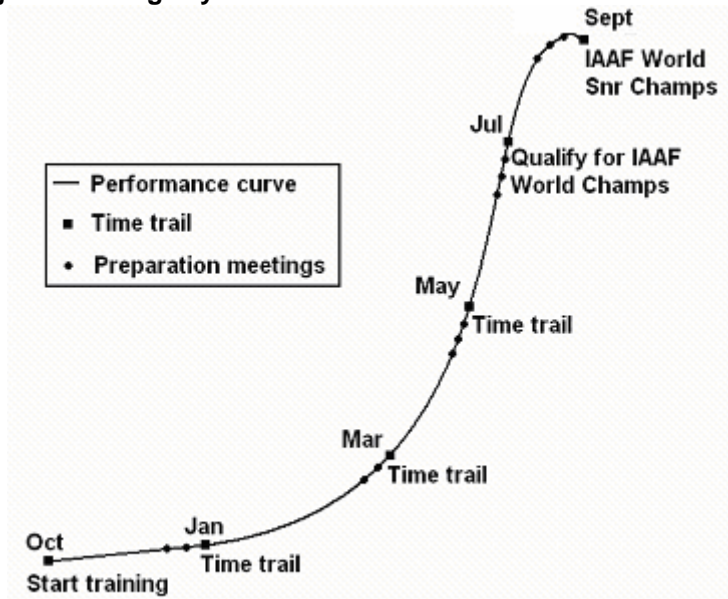 Sept
IAAF World
Snr Champs
Jul
Qualify for IAAF
World Champs
Performance curve
Time trail
Preparation meetings
May
Time trail
Mar
Time trail
Jan
Oct
Time trail
Start training